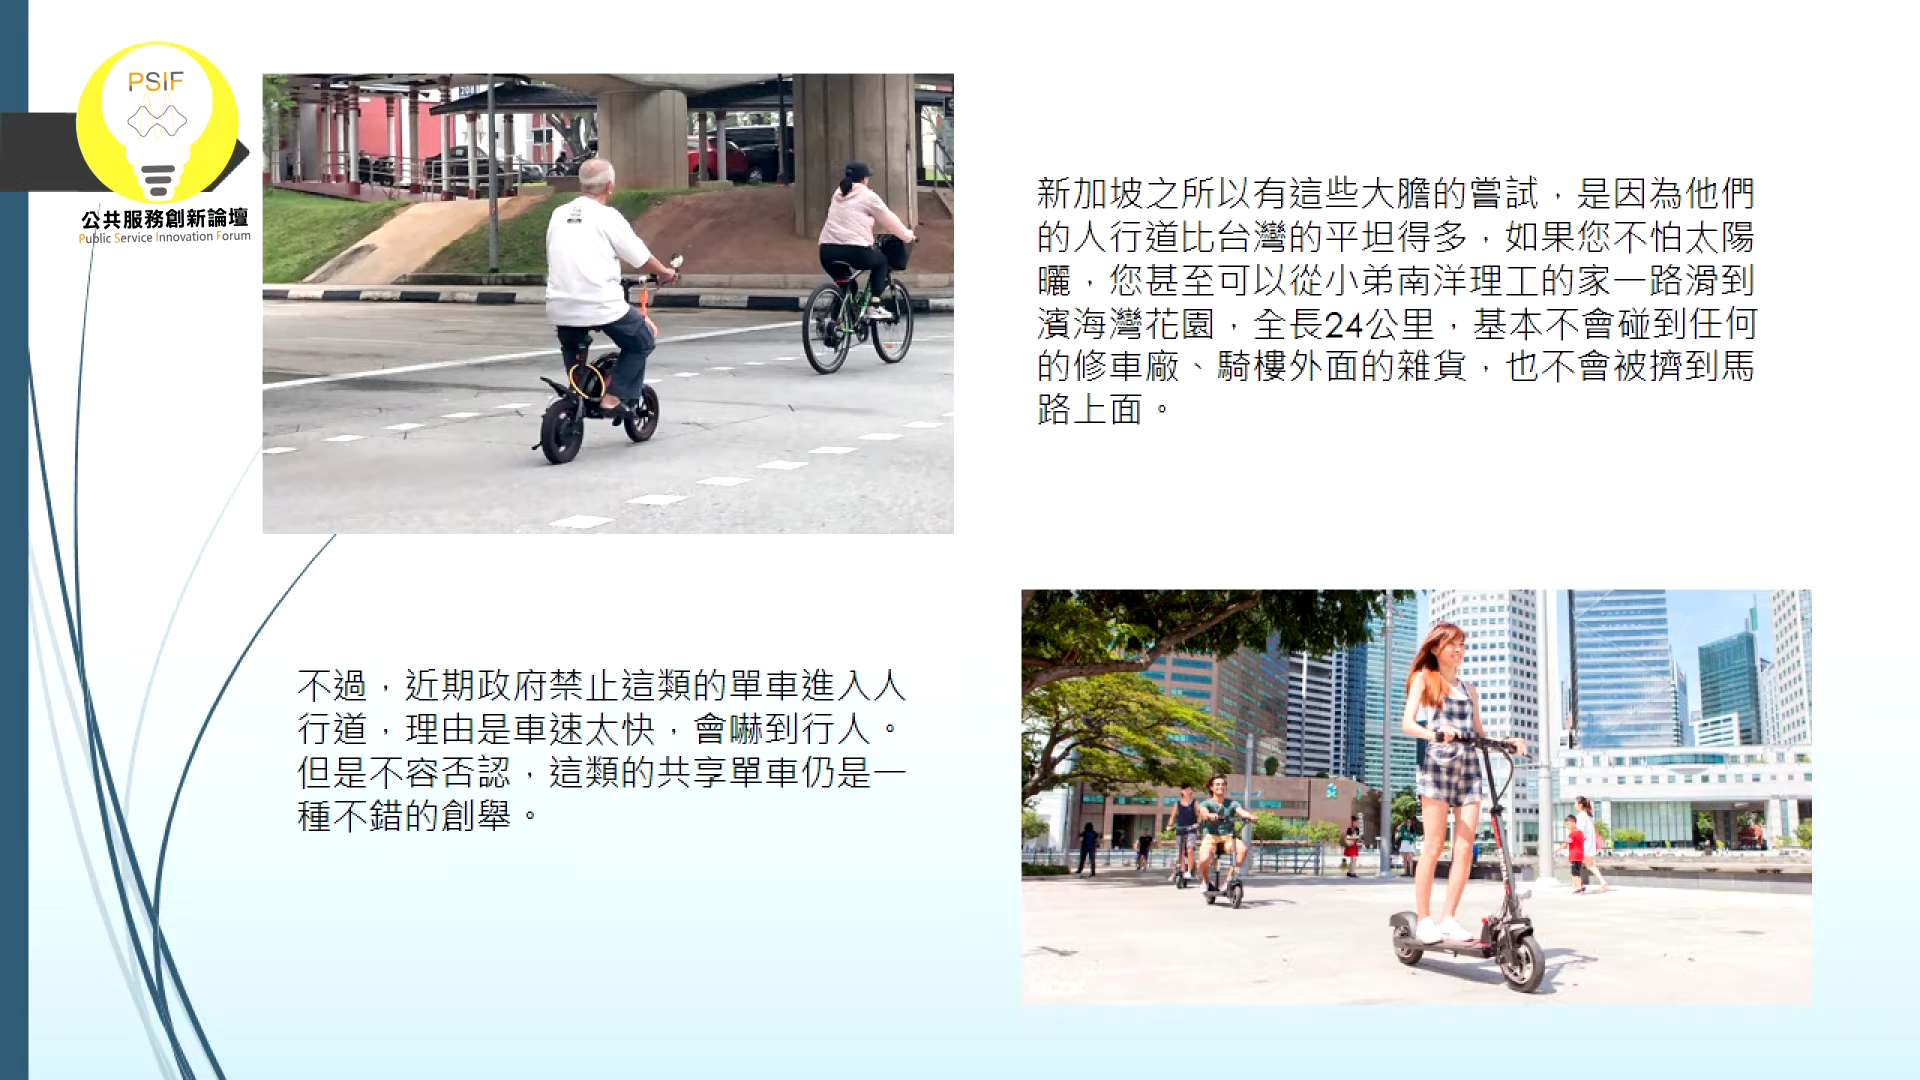 PSIF
公共服務創新論壇
Public Service Innovation Forum
208
新加坡之所以有這些大膽的嘗試，是因為他們
的人行道比台灣的平坦得多，如果您不怕太陽
曬，您甚至可以從小弟南洋理工的家一路滑到
濱海灣花園，全長24公里，基本不會碰到任何
的修車廠、騎樓外面的雜貨，也不會被擠到馬
路上面。
不過，近期政府禁止這類的單車進入人
行道，理由是車速太快，會嚇到行人。
但是不容否認，這類的共享單車仍是一
種不錯的創舉。